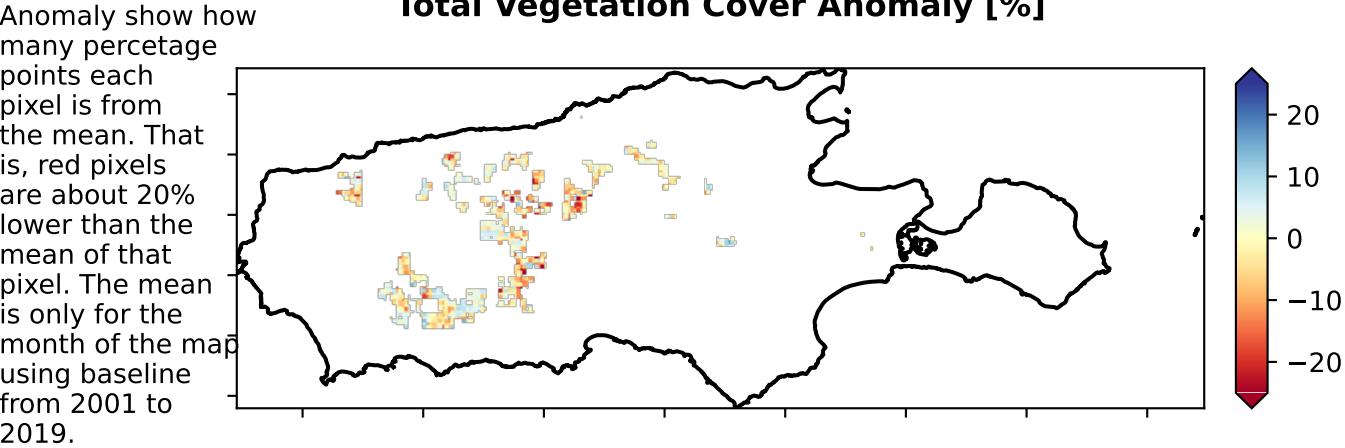 Total Vegetation Cover Anomaly [%]
Anomaly show how
many percetage
points each
pixel is from
the mean. That
is, red pixels
are about 20%
lower than the
mean of that
pixel. The mean
is only for the
month of the map
using baseline
from 2001 to
2019.
20
10
0
−10
−20